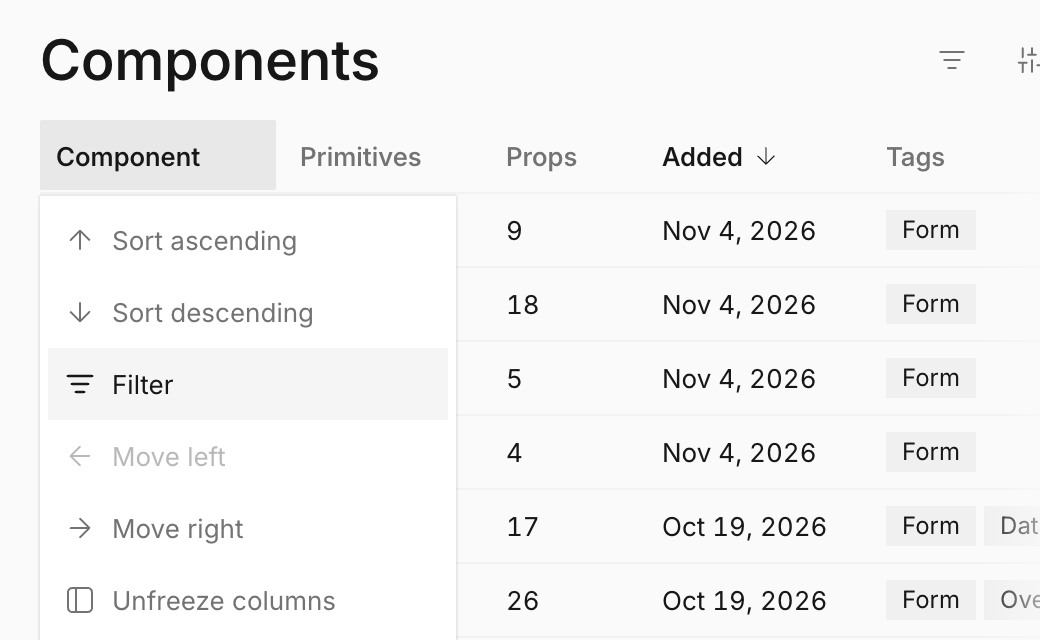 Components
Component Primitives Props Added Tags
Sort ascending
9 Nov 4, 2026 Form
Sort descending
18 Nov 4, 2026 Form
Filter
5 Nov 4, 2026 Form
Move left
4 Nov 4, 2026 Form
Move right
17 Oct 19, 2026 Form
Unfreeze columns
26 Oct 19, 2026 Form